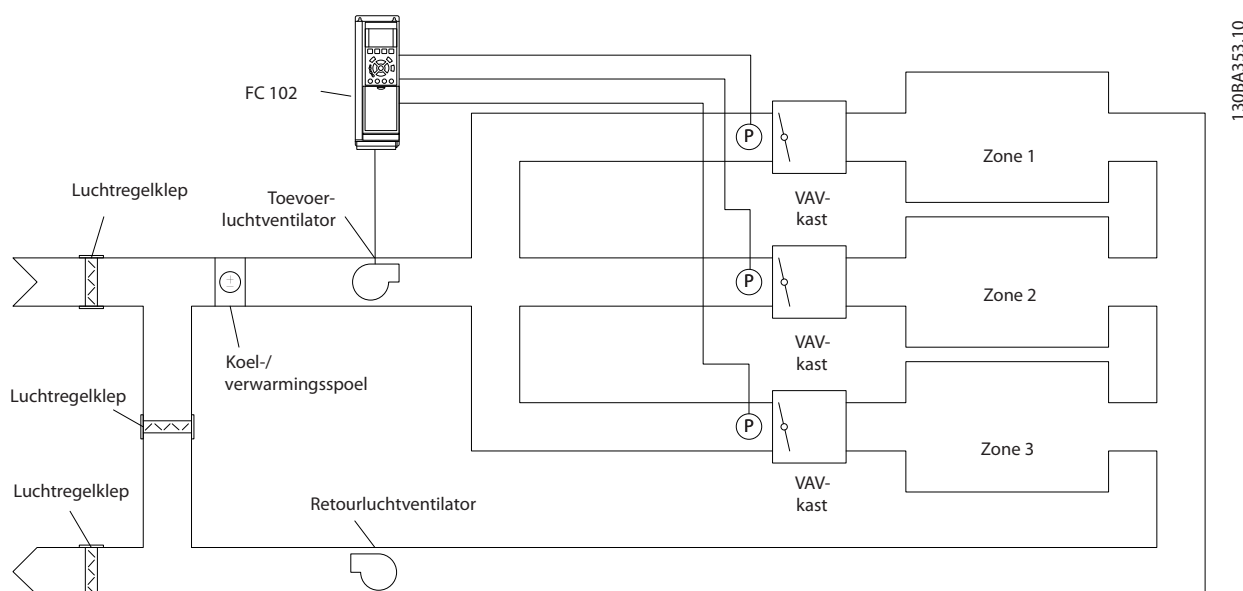 130BA353.10
FC 102
Luchtregelklep
Toevoer-
luchtventilator
P
VAV-
kast
Zone 1
±
Koel-/
verwarmingsspoel
P
VAV-
kast
Zone 2
Luchtregelklep
P
VAV-
kast
Zone 3
Luchtregelklep
Retourluchtventilator